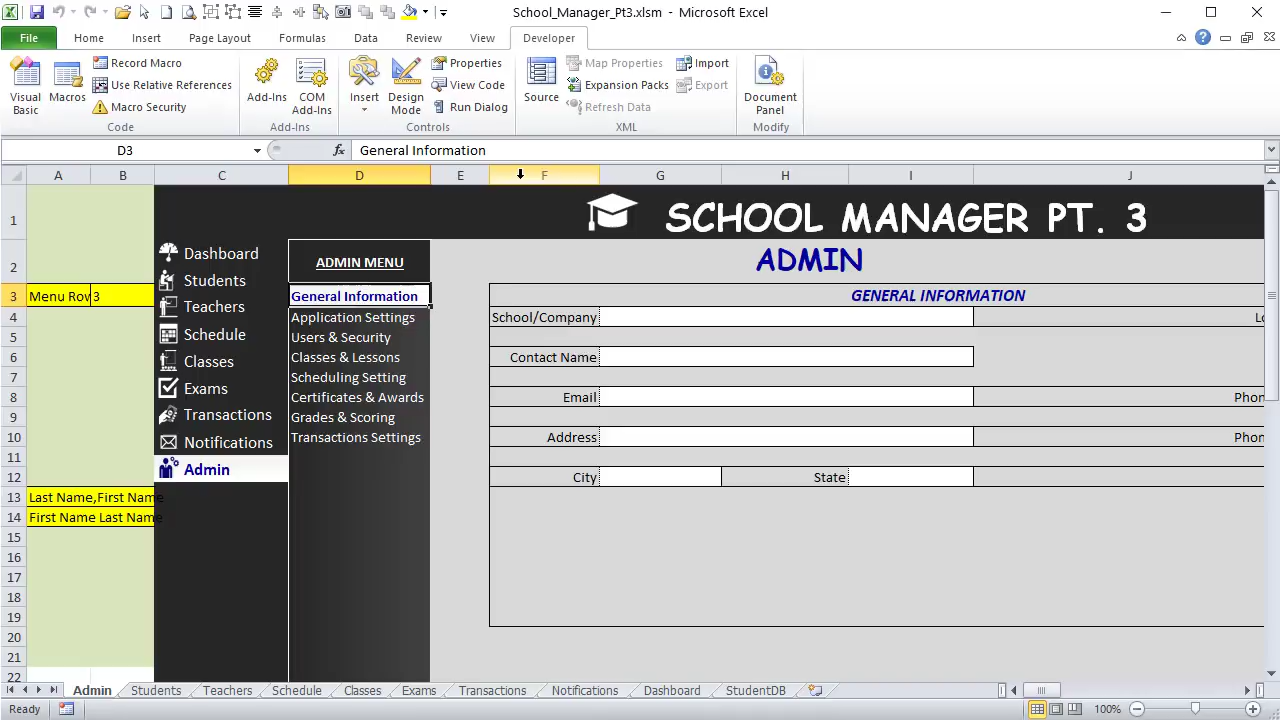 School_Manager_Pt3.xlsm - Microsoft Excel
File Home Insert Page Layout Formulas Data Review View Developer
Visual Basic
Macros
Record Macro
Use Relative References
Macro Security
Code
Add-Ins
COM Add-Ins
Add-Ins
Insert
Design Mode
Properties
View Code
Run Dialog
Controls
Source
Map Properties
Expansion Packs
Refresh Data
Import
Export
XML
Document Panel
Modify
D3 fx General Information
A B C D E F G H I J
1 SCHOOL MANAGER PT. 3
2 Dashboard ADMIN MENU ADMIN
Students
3 Menu Row 3 Teachers General Information GENERAL INFORMATION
4 Application Settings School/Company Lo
5 Schedule Users & Security
6 Classes Classes & Lessons Contact Name
7 Scheduling Setting
8 Exams Certificates & Awards Email Phon
9 Transactions Grades & Scoring
10 Notifications Transactions Settings Address Phon
11
12 Admin City State
13 Last Name,First Name
14 First Name Last Name
15
16
17
18
19
20
21
22
Admin Students Teachers Schedule Classes Exams Transactions Notifications Dashboard StudentDB
Ready 100%